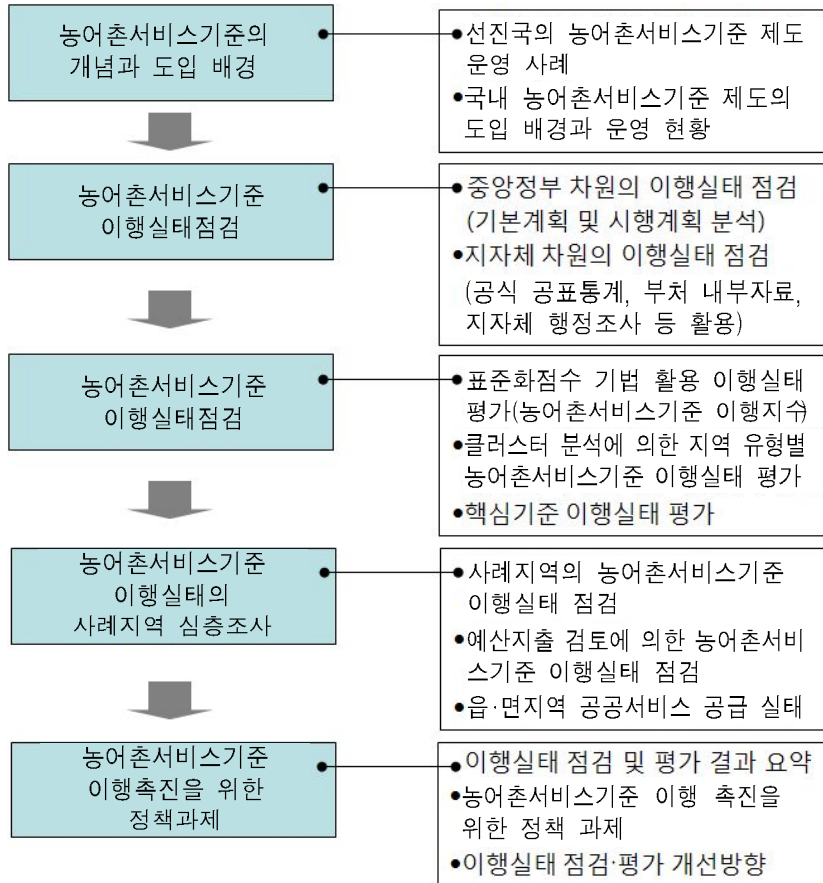 농어촌서비스기준의
개념과 도입 배경
●선진국의 농어촌서비스기준 제도
운영 사례
●국내 농어촌서비스기준 제도의
도입 배경과 운영 현황
농어촌서비스기준
이행실태점검
●중앙정부 차원의 이행실태 점검
(기본계획 및 시행계획 분석)
●지자체 차원의 이행실태 점검
(공식 공표통계, 부처 내부자료,
지자체 행정조사 등 활용)
농어촌서비스기준
이행실태점검
●표준화점수 기법 활용 이행실태
평가(농어촌서비스기준 이행지수)
●클러스터 분석에 의한 지역 유형별
농어촌서비스기준 이행실태 평가
●핵심기준 이행실태 평가
농어촌서비스기준
이행실태의
사례지역 심층조사
●사례지역의 농어촌서비스기준
이행실태 점검
●예산지출 검토에 의한 농어촌서비
스기준 이행실태 점검
●읍·면지역 공공서비스 공급 실태
농어촌서비스기준
이행촉진을 위한
정책과제
●이행실태 점검 및 평가 결과 요약
●농어촌서비스기준 이행 촉진을
위한 정책 과제
●이행실태 점검·평가 개선방향